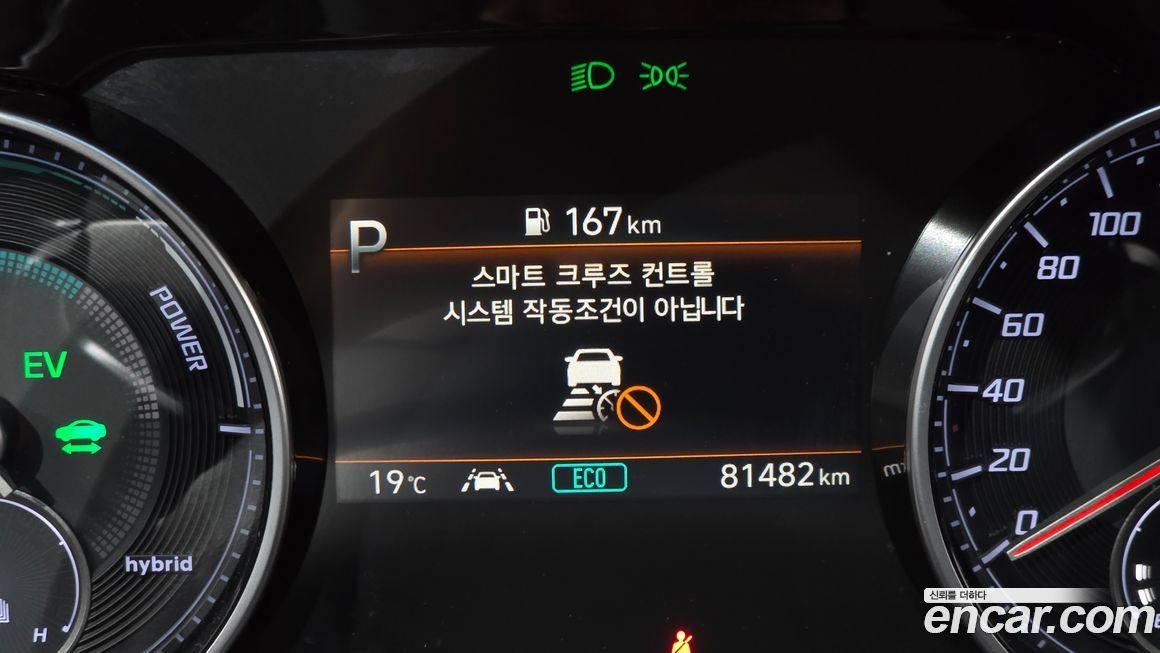 P
167 km
스마트 크루즈 컨트롤
시스템 작동조건이 아닙니다
19℃
ECO
81482 km
POWER
EV
hybrid
H
100
80
60
40
20
0
신뢰를 더하다
encar.com